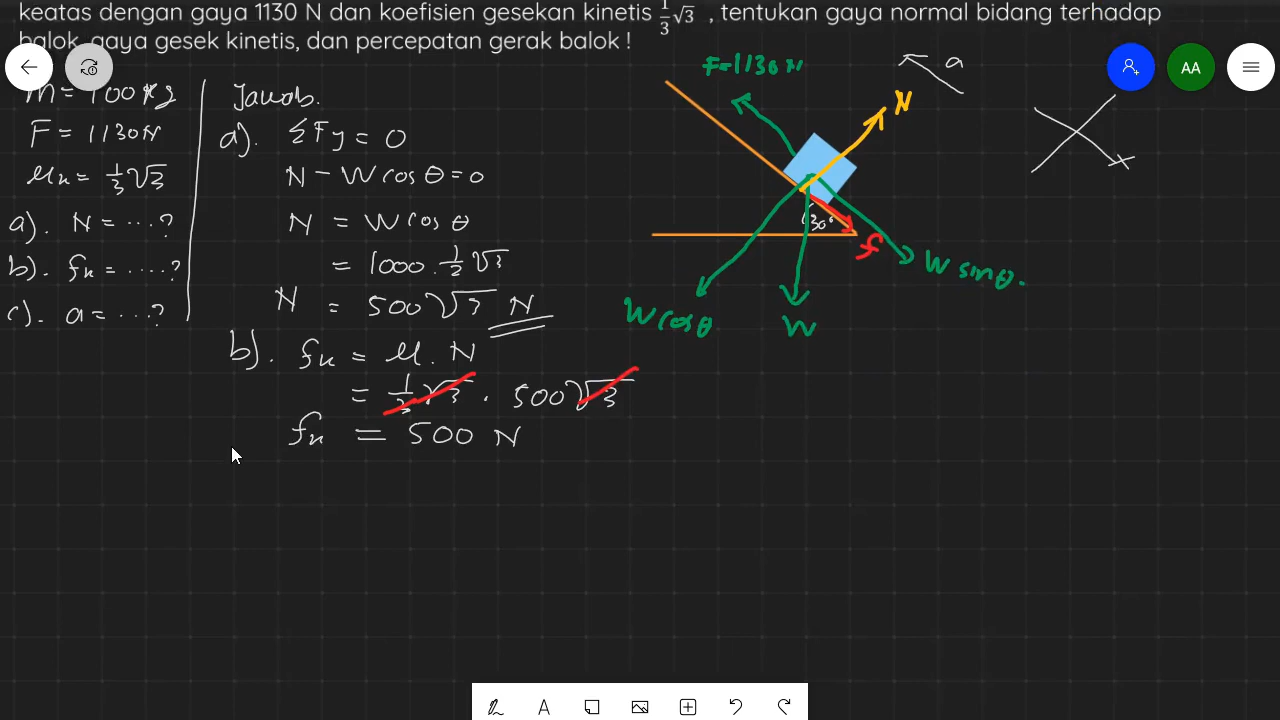 keatas dengan gaya 1130 N dan koefisien gesekan kinetis 1/3 √3 , tentukan gaya normal bidang terhadap
balok, gaya gesek kinetis, dan percepatan gerak balok !
AA
m = 100 kg
F = 1130 N
μk = 1/3 √3
a). N = ...?
b). fk = ....?
c). a = ...?
Jawab.
a). ΣFy = 0
N - W cos θ = 0
N = W cos θ
= 1000 . 1/2 √3
N = 500 √3 N
b). fk = μ . N
= 1/3 √3 . 500 √3
fk = 500 N
F = 1130 N
a
N
30°
f
W sin θ.
W cos θ
W
A